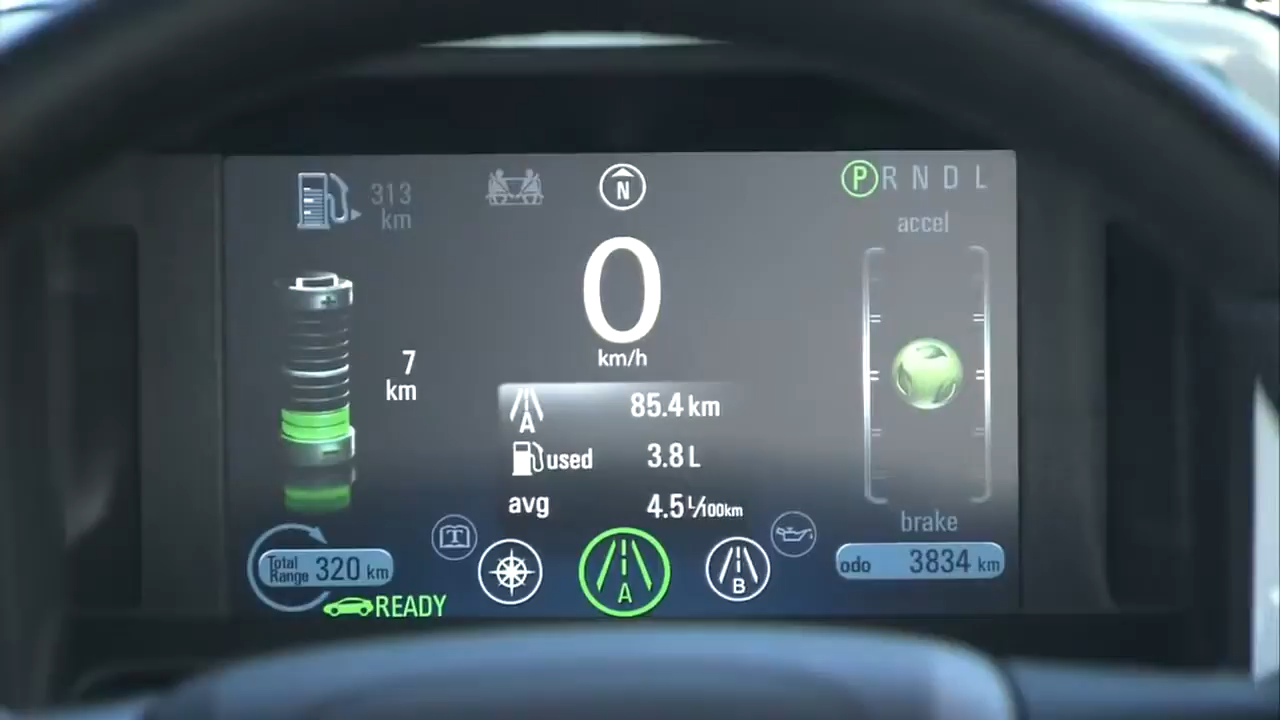 313 km
N
P R N D L
accel
0
km/h
7 km
A 85.4 km
used 3.8 L
avg 4.5 L/100km
brake
Total Range 320 km
READY
T
A
B
odo 3834 km